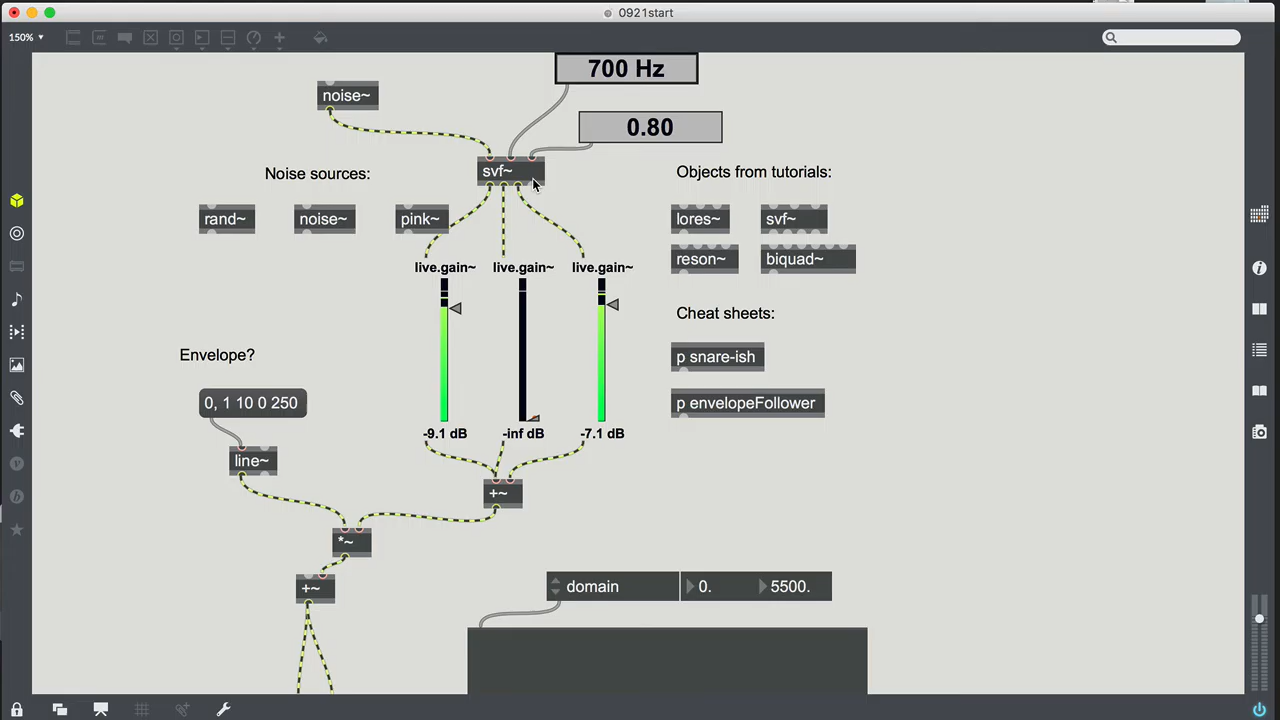 0921start
150%
700 Hz
noise~
0.80
svf~
Noise sources:
Objects from tutorials:
rand~
noise~
pink~
lores~
svf~
reson~
biquad~
live.gain~
live.gain~
live.gain~
Cheat sheets:
p snare-ish
p envelopeFollower
Envelope?
0, 1 10 0 250
-9.1 dB
-inf dB
-7.1 dB
line~
+~
*~
+~
domain
0.
5500.